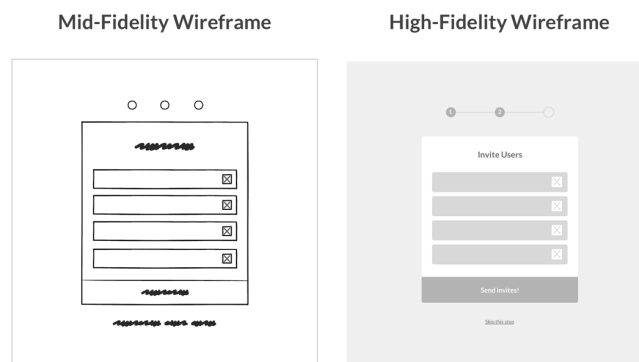 Mid-Fidelity Wireframe
High-Fidelity Wireframe
1 2
Invite Users
Send Invites!
Skip this step